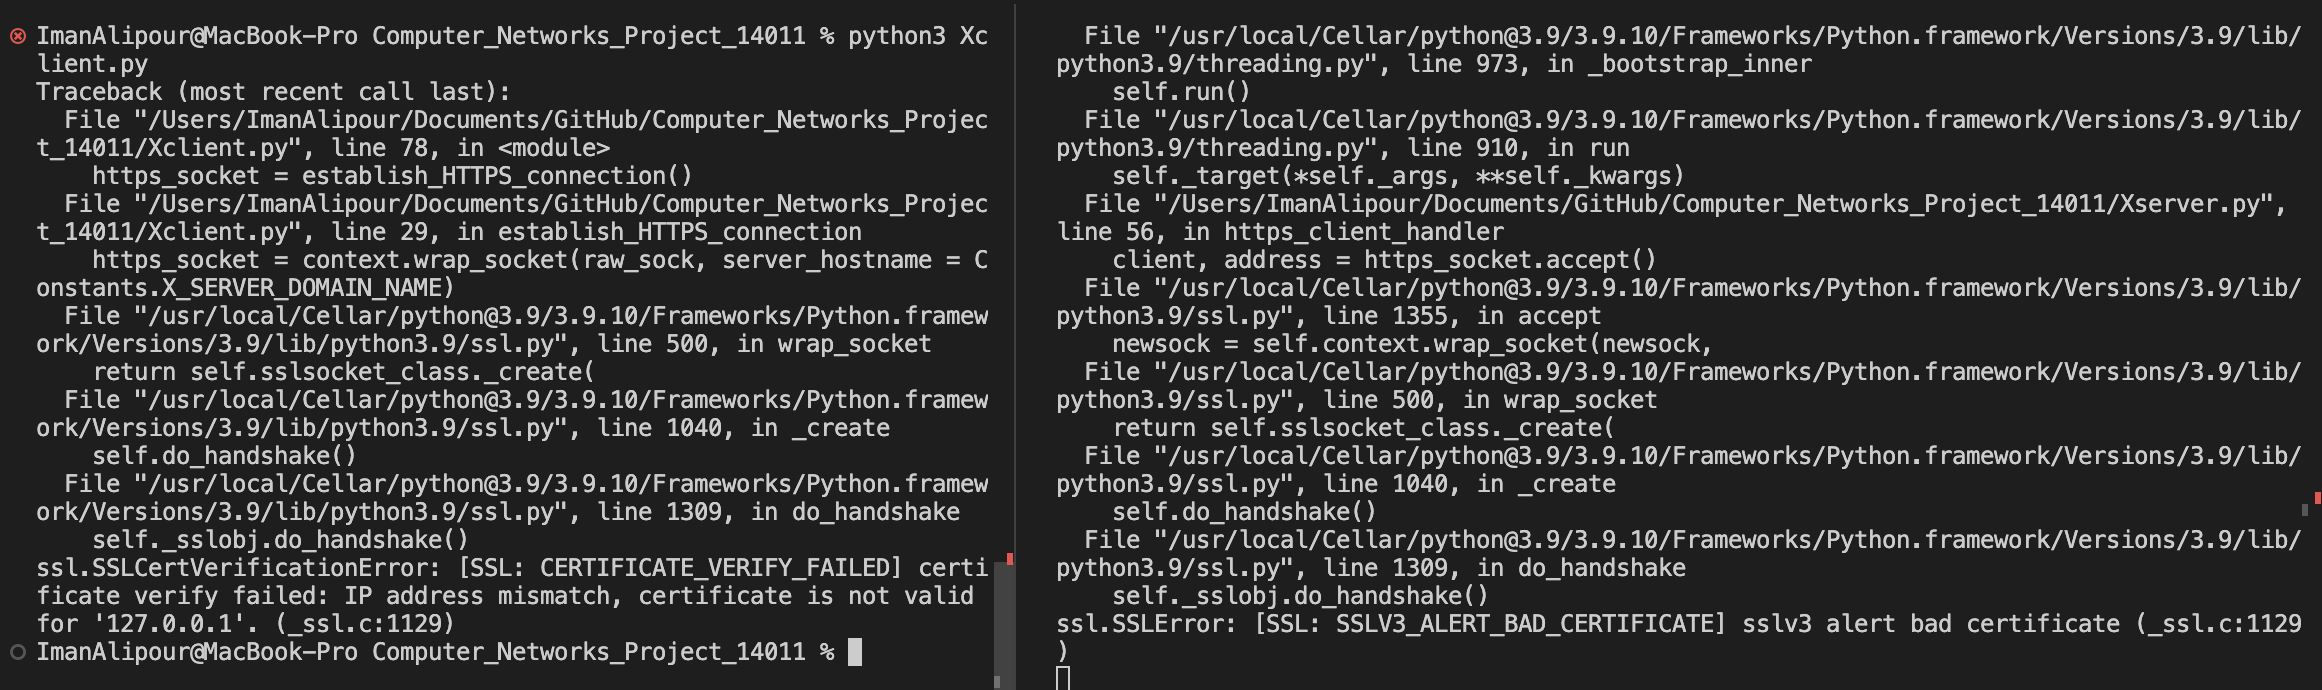 ImanAlipour@MacBook-Pro Computer_Networks_Project_14011 % python3 Xc
lient.py
Traceback (most recent call last):
  File "/Users/ImanAlipour/Documents/GitHub/Computer_Networks_Projec
t_14011/Xclient.py", line 78, in <module>
    https_socket = establish_HTTPS_connection()
  File "/Users/ImanAlipour/Documents/GitHub/Computer_Networks_Projec
t_14011/Xclient.py", line 29, in establish_HTTPS_connection
    https_socket = context.wrap_socket(raw_sock, server_hostname = C
onstants.X_SERVER_DOMAIN_NAME)
  File "/usr/local/Cellar/python@3.9/3.9.10/Frameworks/Python.framew
ork/Versions/3.9/lib/python3.9/ssl.py", line 500, in wrap_socket
    return self.sslsocket_class._create(
  File "/usr/local/Cellar/python@3.9/3.9.10/Frameworks/Python.framew
ork/Versions/3.9/lib/python3.9/ssl.py", line 1040, in _create
    self.do_handshake()
  File "/usr/local/Cellar/python@3.9/3.9.10/Frameworks/Python.framew
ork/Versions/3.9/lib/python3.9/ssl.py", line 1309, in do_handshake
    self._sslobj.do_handshake()
ssl.SSLCertVerificationError: [SSL: CERTIFICATE_VERIFY_FAILED] certi
ficate verify failed: IP address mismatch, certificate is not valid
for '127.0.0.1'. (_ssl.c:1129)
ImanAlipour@MacBook-Pro Computer_Networks_Project_14011 %
  File "/usr/local/Cellar/python@3.9/3.9.10/Frameworks/Python.framework/Versions/3.9/lib/
python3.9/threading.py", line 973, in _bootstrap_inner
    self.run()
  File "/usr/local/Cellar/python@3.9/3.9.10/Frameworks/Python.framework/Versions/3.9/lib/
python3.9/threading.py", line 910, in run
    self._target(*self._args, **self._kwargs)
  File "/Users/ImanAlipour/Documents/GitHub/Computer_Networks_Project_14011/Xserver.py",
line 56, in https_client_handler
    client, address = https_socket.accept()
  File "/usr/local/Cellar/python@3.9/3.9.10/Frameworks/Python.framework/Versions/3.9/lib/
python3.9/ssl.py", line 1355, in accept
    newsock = self.context.wrap_socket(newsock,
  File "/usr/local/Cellar/python@3.9/3.9.10/Frameworks/Python.framework/Versions/3.9/lib/
python3.9/ssl.py", line 500, in wrap_socket
    return self.sslsocket_class._create(
  File "/usr/local/Cellar/python@3.9/3.9.10/Frameworks/Python.framework/Versions/3.9/lib/
python3.9/ssl.py", line 1040, in _create
    self.do_handshake()
  File "/usr/local/Cellar/python@3.9/3.9.10/Frameworks/Python.framework/Versions/3.9/lib/
python3.9/ssl.py", line 1309, in do_handshake
    self._sslobj.do_handshake()
ssl.SSLError: [SSL: SSLV3_ALERT_BAD_CERTIFICATE] sslv3 alert bad certificate (_ssl.c:1129
)